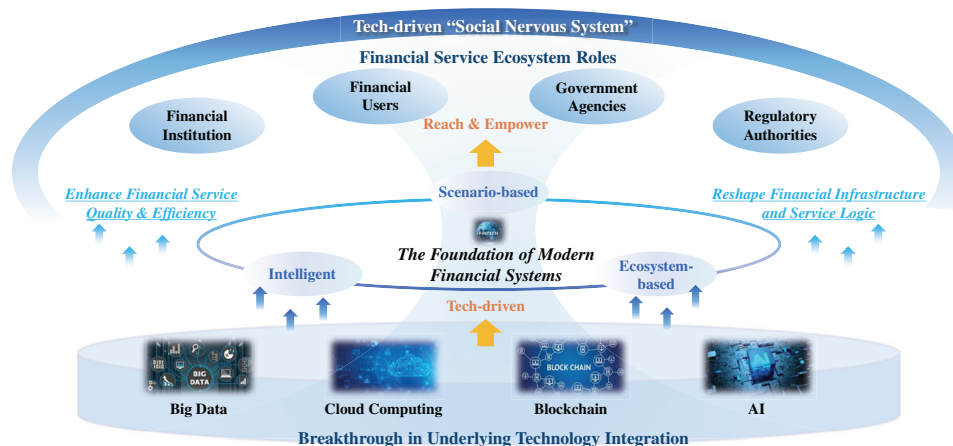 Tech-driven “Social Nervous System”
Financial Service Ecosystem Roles
Financial
Users
Government
Agencies
Financial
Institution
Regulatory
Authorities
Reach & Empower
Scenario-based
Enhance Financial Service
Quality & Efficiency
Reshape Financial Infrastructure
and Service Logic
The Foundation of Modern
Financial Systems
Intelligent
Ecosystem-
based
Tech-driven
BIG
DATA
BLOCK CHAIN
Big Data
Cloud Computing
Blockchain
AI
Breakthrough in Underlying Technology Integration